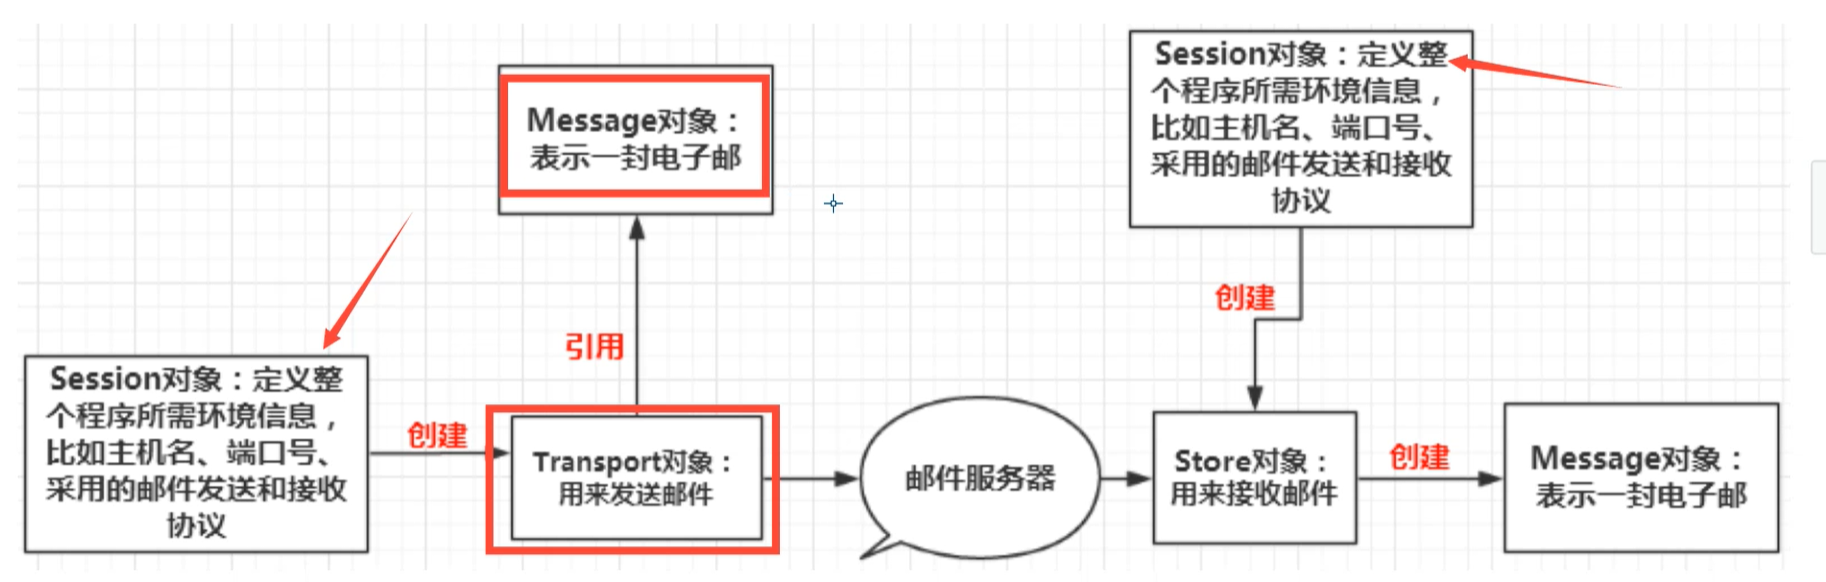 Message对象：
表示一封电子邮
引用
Session对象：定义整
个程序所需环境信息，
比如主机名、端口号、
采用的邮件发送和接收
协议
创建
Transport对象：
用来发送邮件
邮件服务器
Session对象：定义整
个程序所需环境信息，
比如主机名、端口号、
采用的邮件发送和接收
协议
创建
Store对象：
用来接收邮件
创建
Message对象：
表示一封电子邮